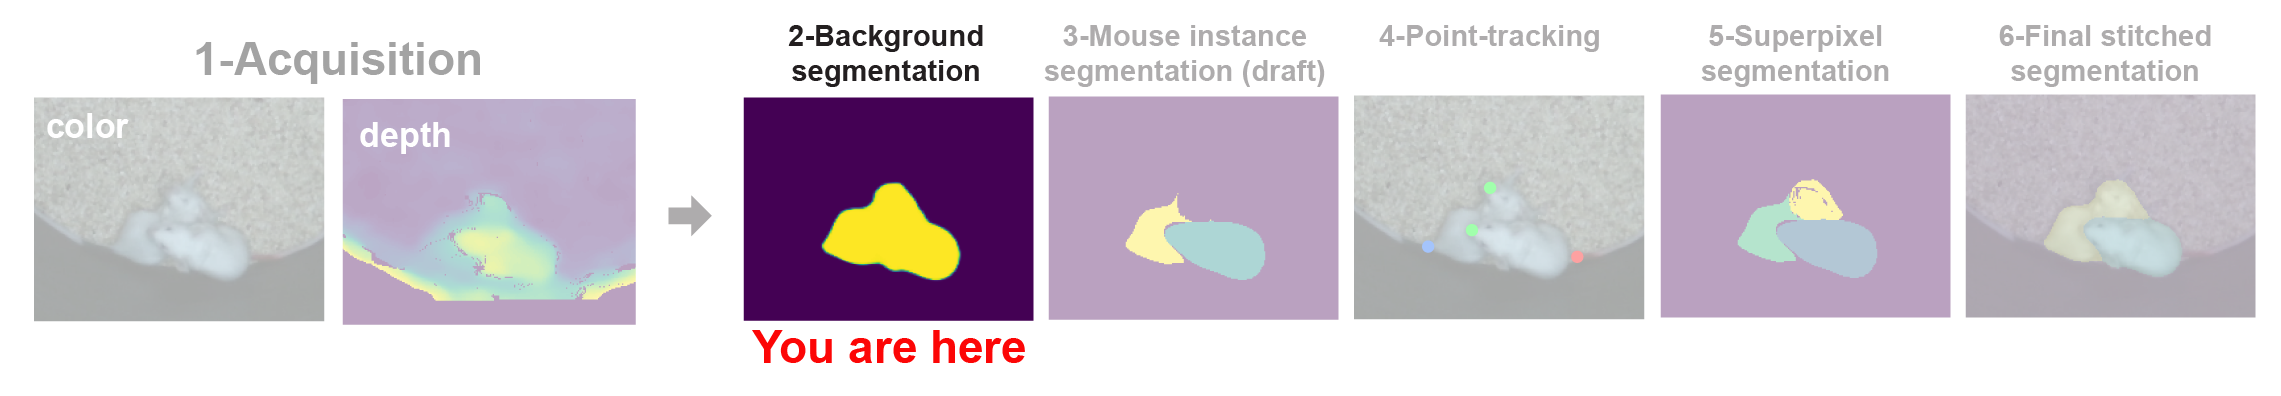 1-Acquisition
color
depth
2-Background
segmentation
You are here
3-Mouse instance
segmentation (draft)
4-Point-tracking
5-Superpixel
segmentation
6-Final stitched
segmentation